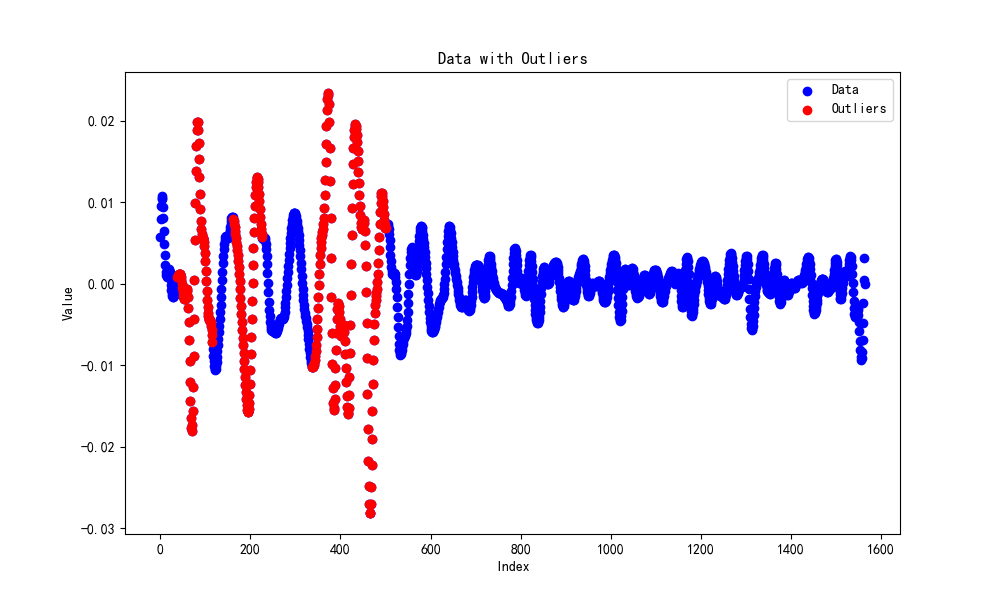 Data with Outliers
Data
Outliers
0.02
0.01
0.00
-0.01
-0.02
-0.03
Value
0 200 400 600 800 1000 1200 1400 1600
Index